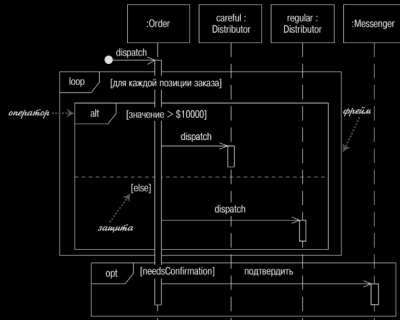 :Order
careful :
Distributor
regular :
Distributor
:Messenger
dispatch
loop
[для каждой позиции заказа]
оператор
alt
[значение > $10000]
фрейм
dispatch
[else]
dispatch
защита
opt
[needsConfirmation]
подтвердить